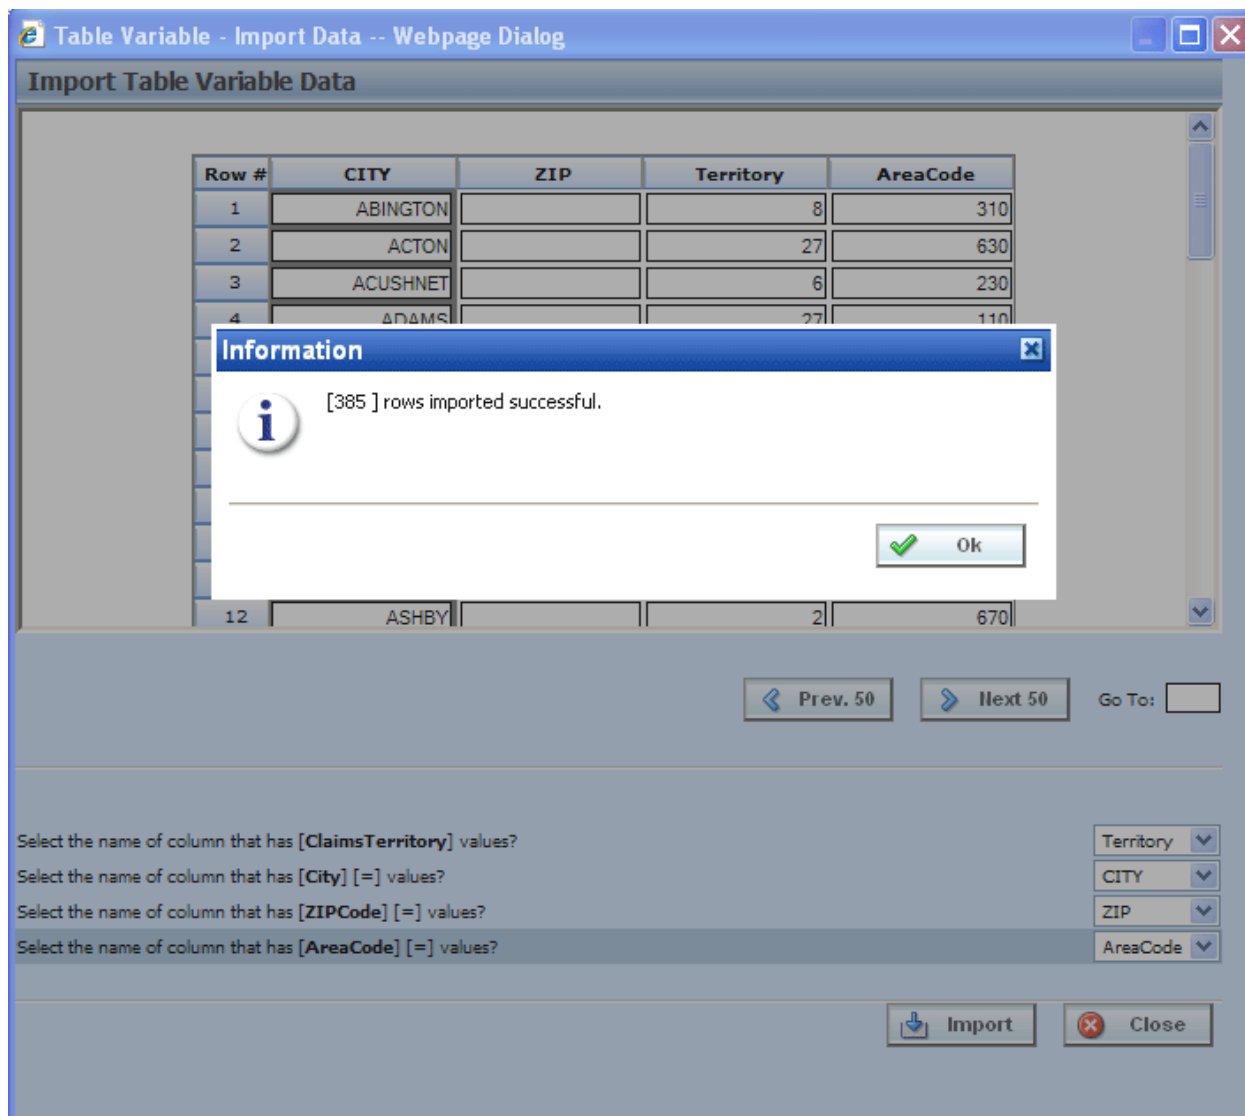 Table Variable - Import Data -- Webpage Dialog
Import Table Variable Data
Row # CITY ZIP Territory AreaCode
1 ABINGTON 8 310
2 ACTON 27 630
3 ACUSHNET 6 230
4 ADAMS 27 110
Information
[385 ] rows imported successful.
Ok
12 ASHBY 2 670
Prev. 50 Next 50 Go To:
Select the name of column that has [ClaimsTerritory] values? Territory
Select the name of column that has [City] [=] values? CITY
Select the name of column that has [ZIPCode] [=] values? ZIP
Select the name of column that has [AreaCode] [=] values? AreaCode
Import Close